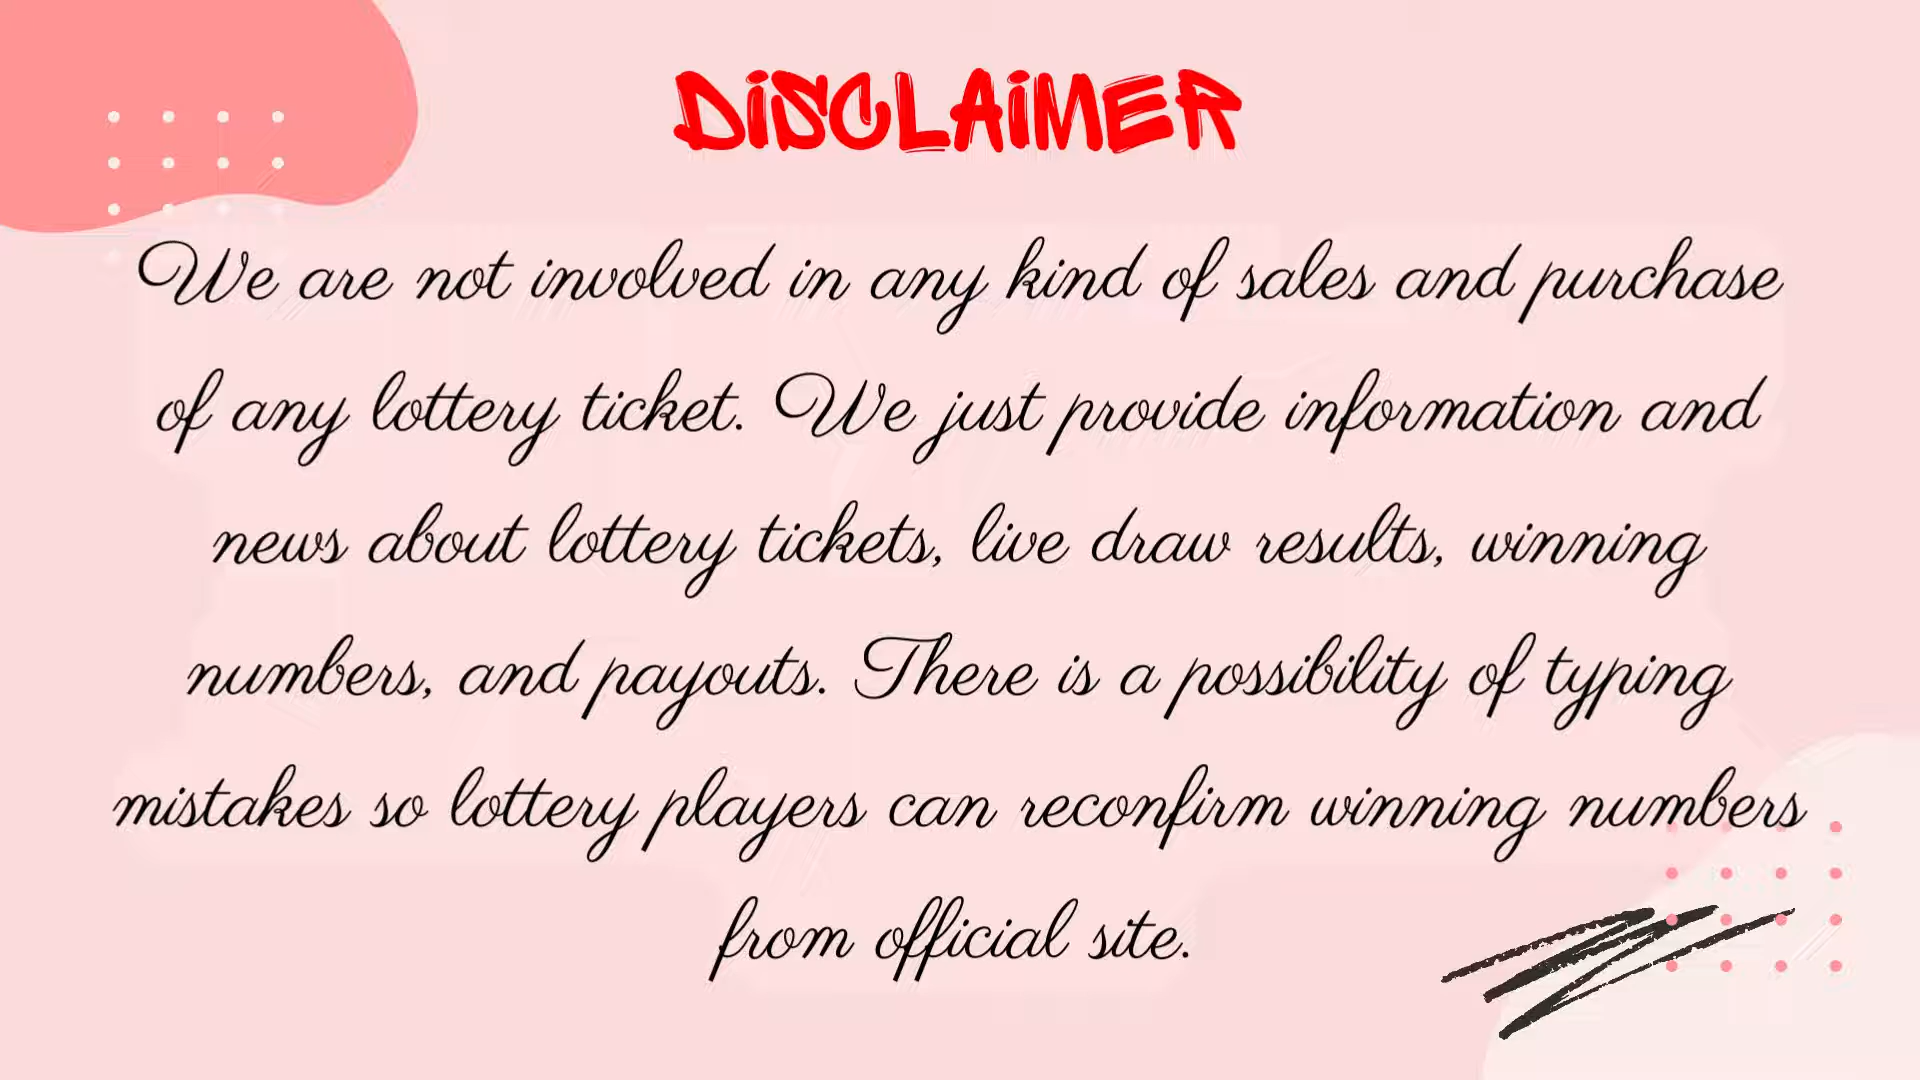 DISCLAIMER
We are not involved in any kind of sales and purchase
of any lottery ticket. We just provide information and
news about lottery tickets, live draw results, winning
numbers, and payouts. There is a possibility of typing
mistakes so lottery players can reconfirm winning numbers
from official site.